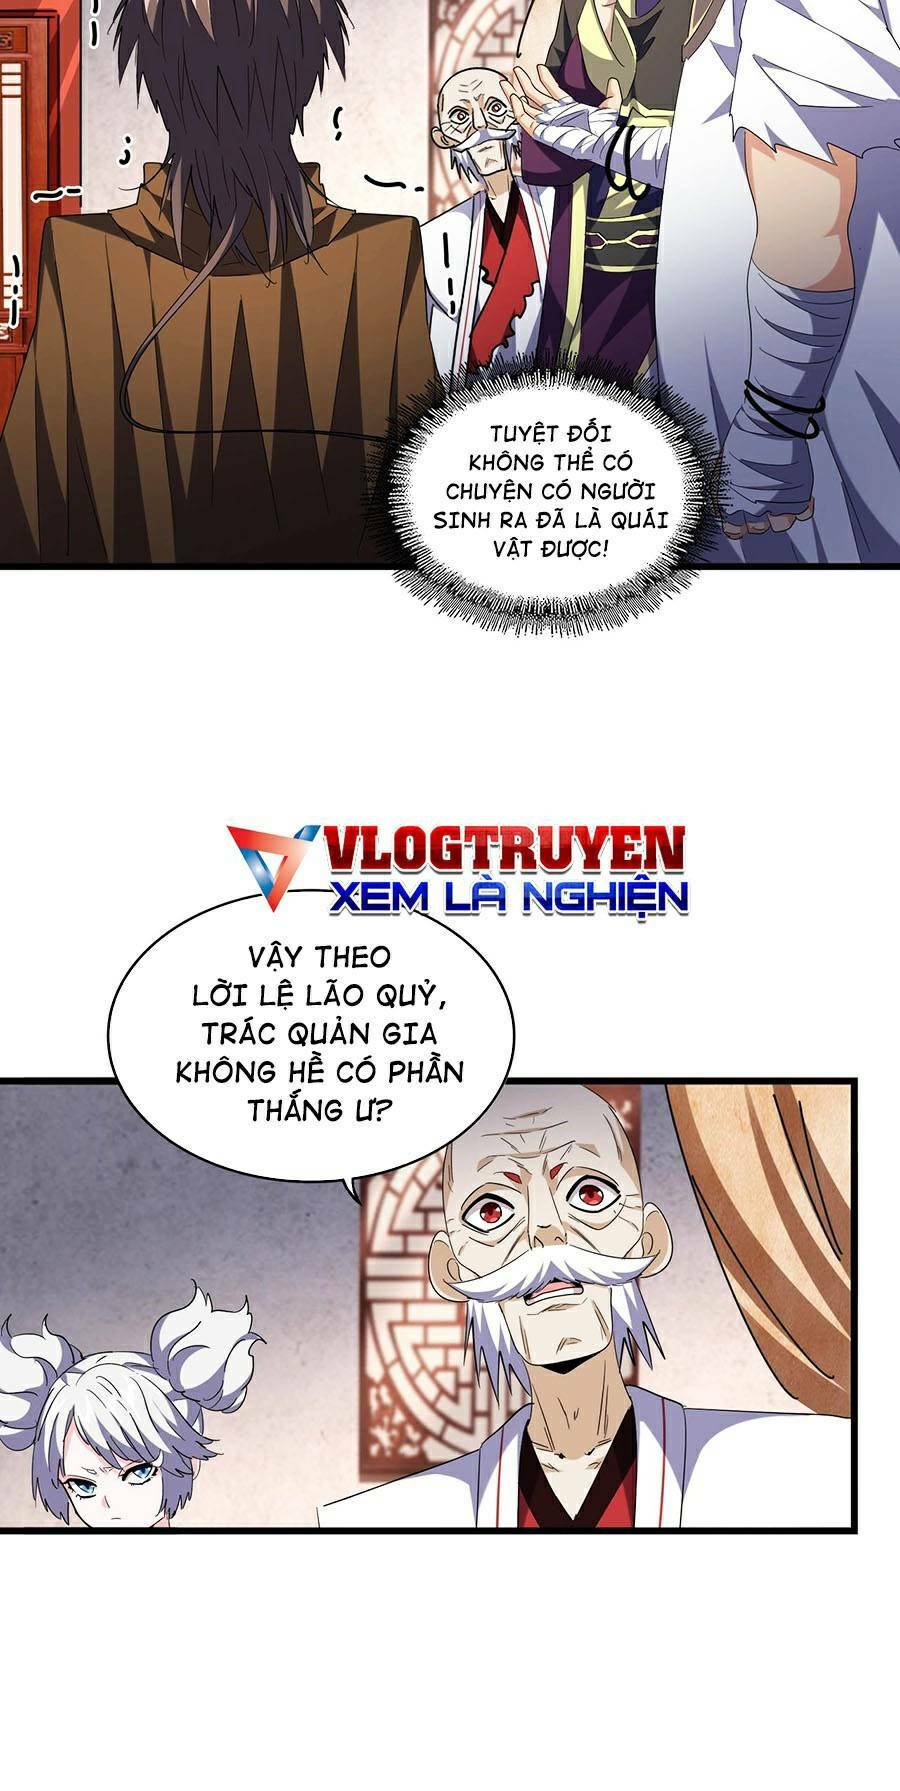 TUYỆT ĐỐI
KHÔNG THỂ CÓ
CHUYỆN CÓ NGƯỜI
SINH RA ĐÃ LÀ QUÁI
VẬT ĐƯỢC!
VLOGTRUYEN
XEM LÀ NGHIỆN
VẬY THEO
LỜI LỆ LÃO QUỶ,
TRÁC QUẢN GIA
KHÔNG HỀ CÓ PHẦN
THẮNG Ư?